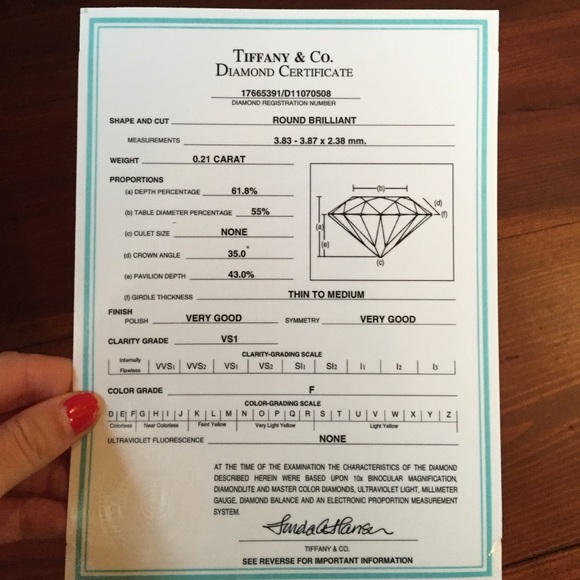 TIFFANY & CO.
DIAMOND CERTIFICATE
17665391/D11070508
DIAMOND REGISTRATION NUMBER
SHAPE AND CUT ROUND BRILLIANT
MEASUREMENTS 3.83 - 3.87 x 2.38 mm.
WEIGHT 0.21 CARAT
PROPORTIONS
(a) DEPTH PERCENTAGE 61.8%
(b) TABLE DIAMETER PERCENTAGE 55%
(c) CULET SIZE NONE
(d) CROWN ANGLE 35.0°
(e) PAVILION DEPTH 43.0%
(f) GIRDLE THICKNESS THIN TO MEDIUM
(b)
(d)
(f)
(a)
(e)
(c)
FINISH
POLISH VERY GOOD SYMMETRY VERY GOOD
CLARITY GRADE VS1
CLARITY-GRADING SCALE
Internally Flawless VVS1 VVS2 VS1 VS2 SI1 SI2 I1 I2 I3
COLOR GRADE F
COLOR-GRADING SCALE
D E F G H I J K L M N O P Q R S T U V W X Y Z
Colorless Near Colorless Faint Yellow Very Light Yellow Light Yellow
ULTRAVIOLET FLUORESCENCE NONE
AT THE TIME OF THE EXAMINATION THE CHARACTERISTICS OF THE DIAMOND
DESCRIBED HEREIN WERE BASED UPON 10x BINOCULAR MAGNIFICATION,
DIAMONDLITE AND MASTER COLOR DIAMONDS, ULTRAVIOLET LIGHT, MILLIMETER
GAUGE, DIAMOND BALANCE AND AN ELECTRONIC PROPORTION MEASUREMENT
SYSTEM.
TIFFANY & CO.
SEE REVERSE FOR IMPORTANT INFORMATION